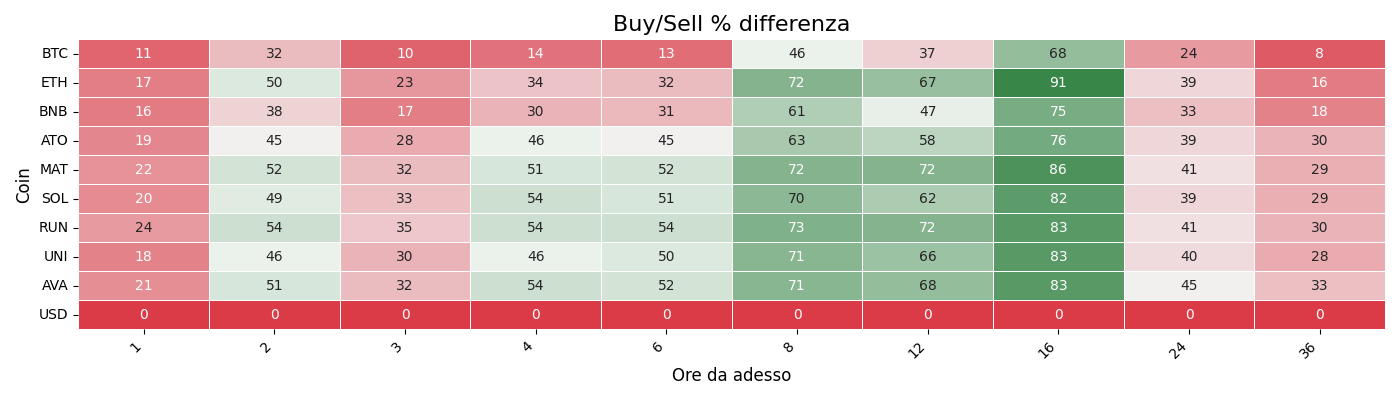 Buy/Sell % differenza
Coin
BTC 11 32 10 14 13 46 37 68 24 8
ETH 17 50 23 34 32 72 67 91 39 16
BNB 16 38 17 30 31 61 47 75 33 18
ATO 19 45 28 46 45 63 58 76 39 30
MAT 22 52 32 51 52 72 72 86 41 29
SOL 20 49 33 54 51 70 62 82 39 29
RUN 24 54 35 54 54 73 72 83 41 30
UNI 18 46 30 46 50 71 66 83 40 28
AVA 21 51 32 54 52 71 68 83 45 33
USD 0 0 0 0 0 0 0 0 0 0
1 2 3 4 6 8 12 16 24 36
Ore da adesso